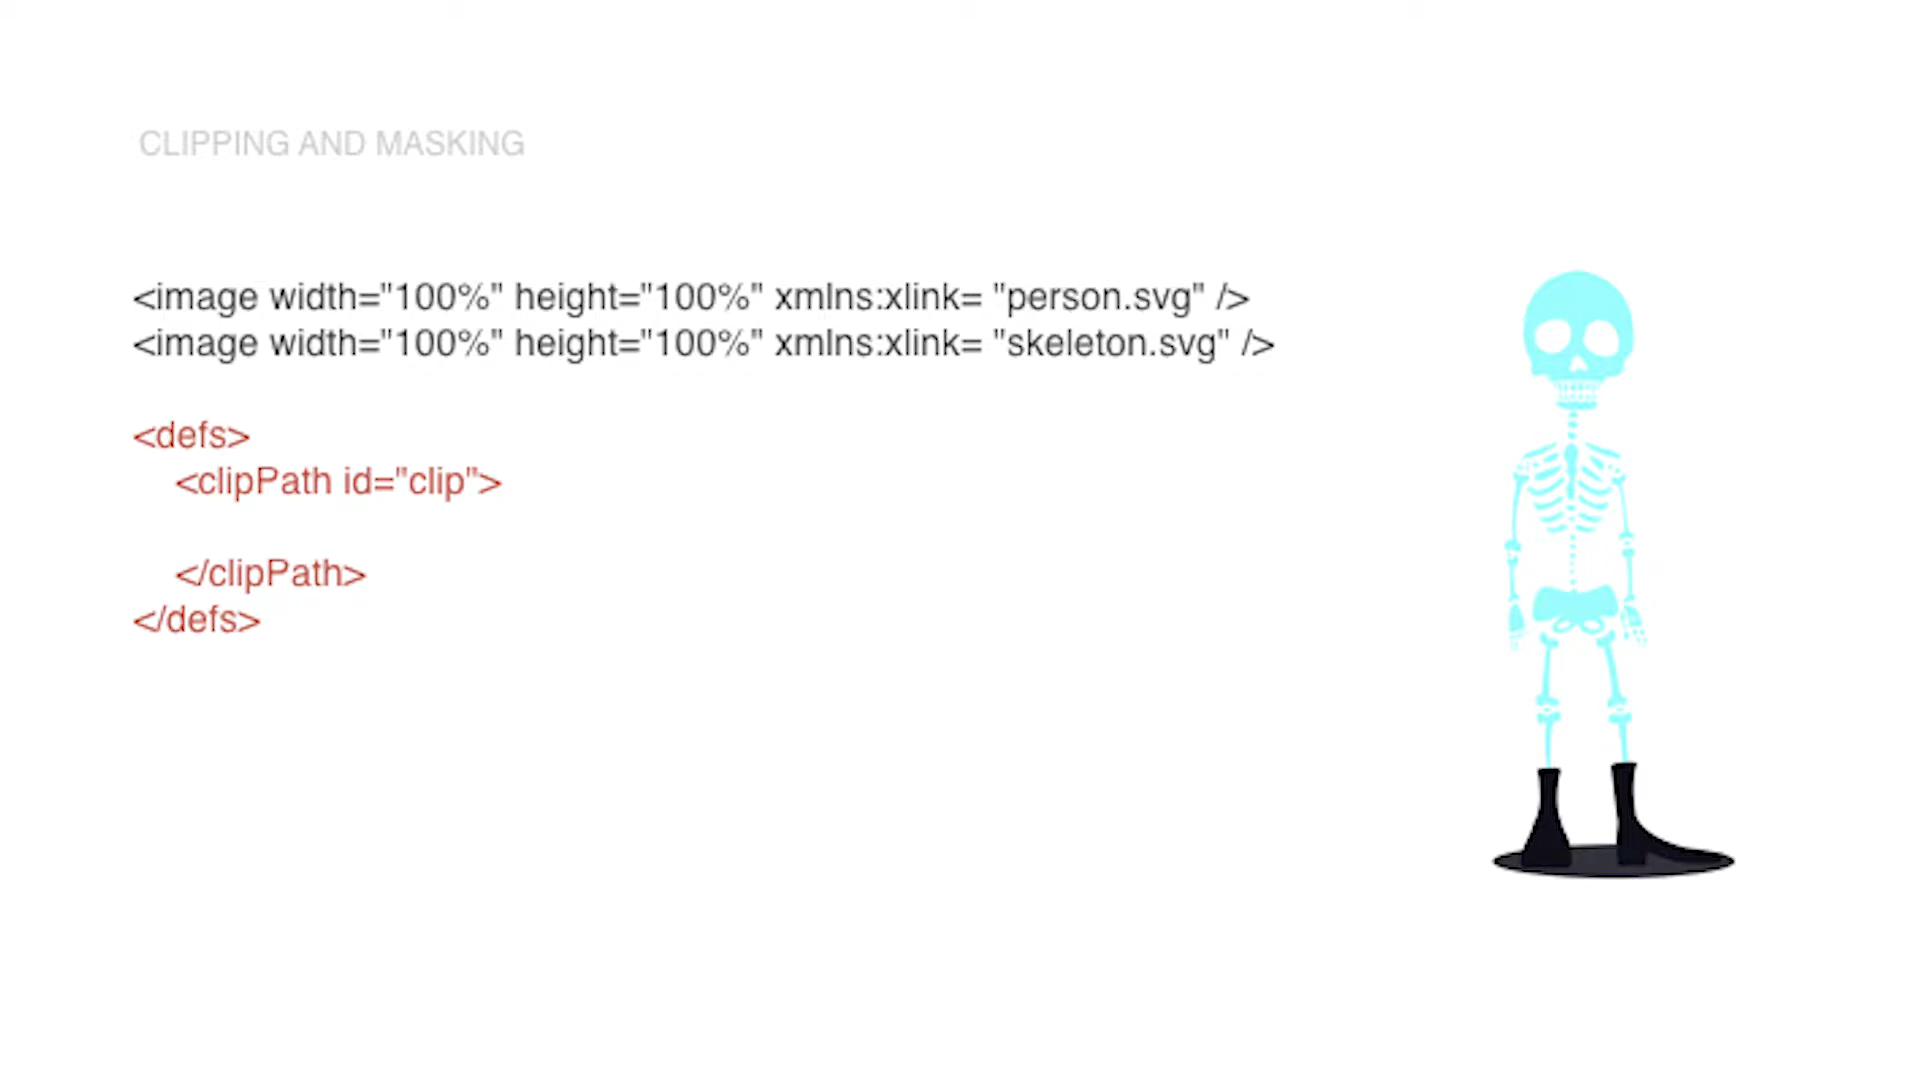 CLIPPING AND MASKING
<image width="100%" height="100%" xmlns:xlink= "person.svg" />
<image width="100%" height="100%" xmlns:xlink= "skeleton.svg" />
<defs>
<clipPath id="clip">
</clipPath>
</defs>